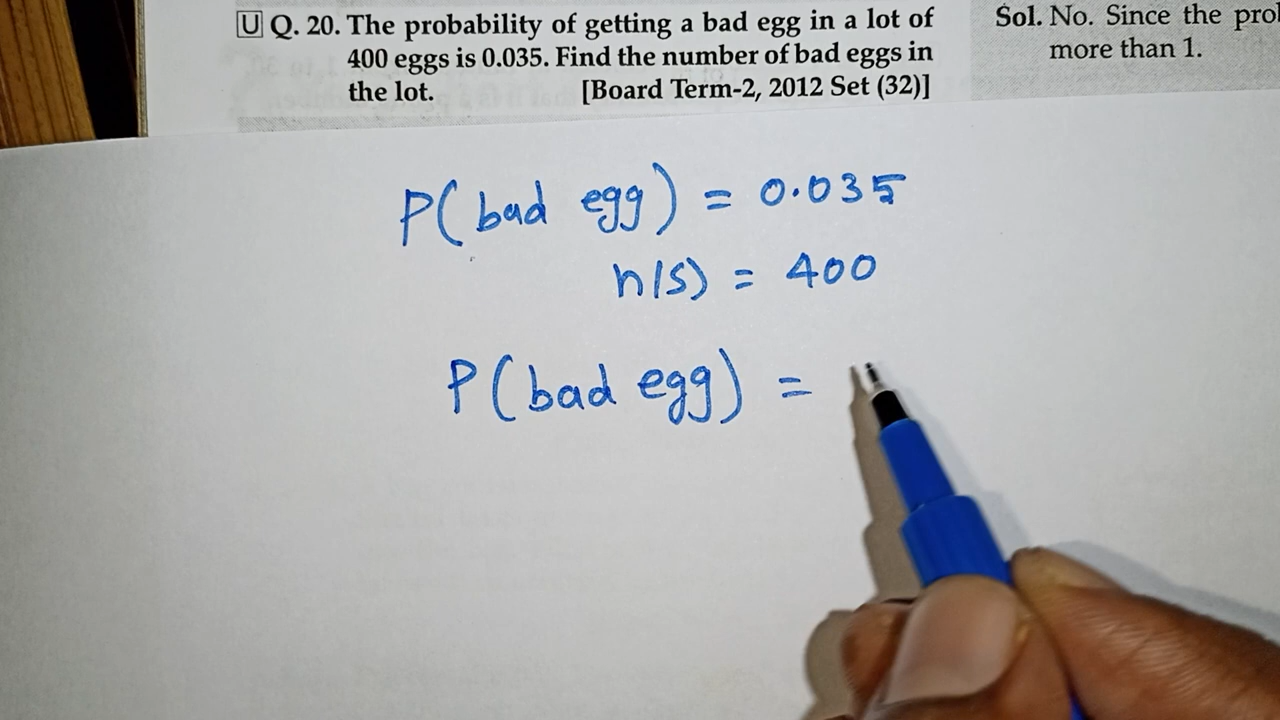 U Q. 20. The probability of getting a bad egg in a lot of
400 eggs is 0.035. Find the number of bad eggs in
the lot. [Board Term-2, 2012 Set (32)]
Sol. No. Since the
more than 1.
P(bad egg) = 0.035
n(S) = 400
P(bad egg) =